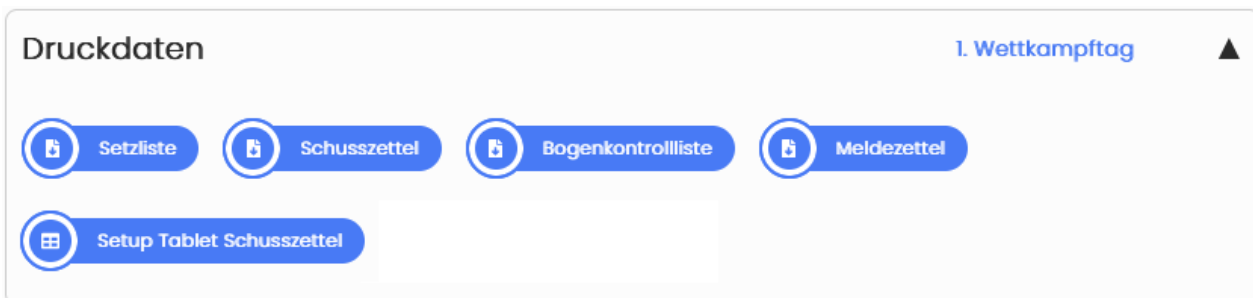 Druckdaten 1. Wettkampftag ▲
Setzliste Schusszettel Bogenkontrollliste Meldezettel
Setup Tablet Schusszettel